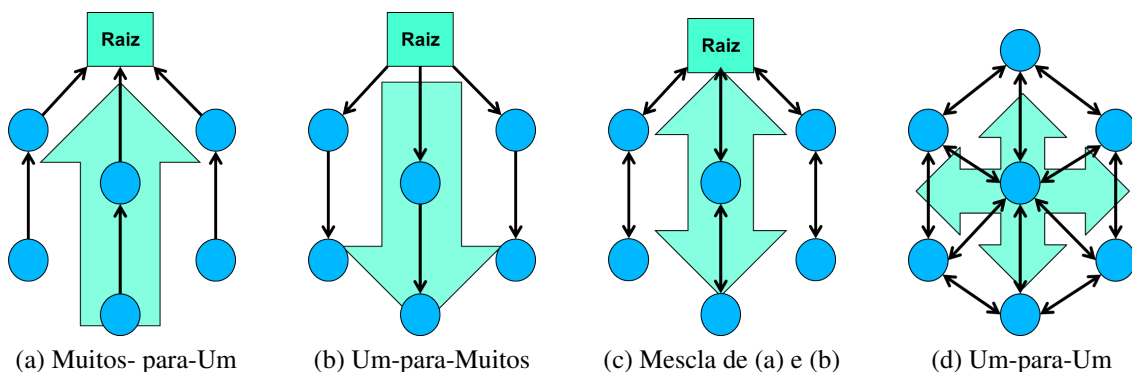 Raiz
Raiz
Raiz
(a) Muitos- para-Um
(b) Um-para-Muitos
(c) Mescla de (a) e (b)
(d) Um-para-Um